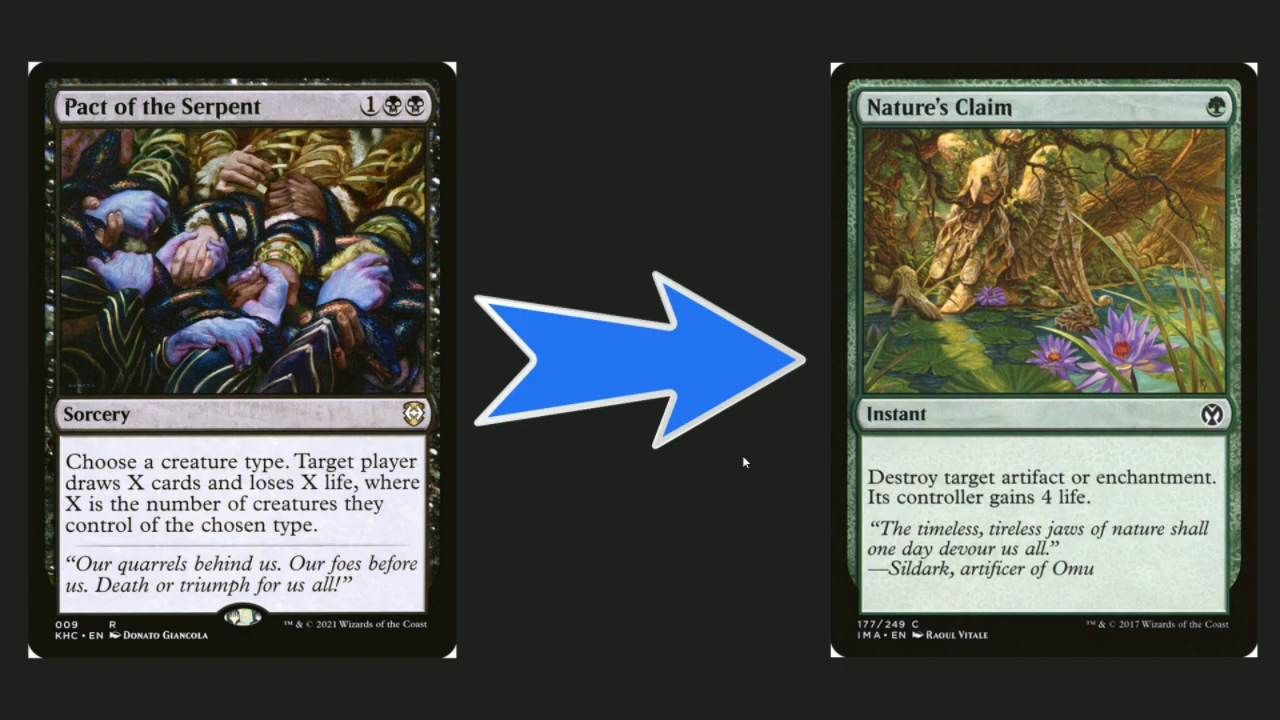 Pact of the Serpent 1
Sorcery
Choose a creature type. Target player
draws X cards and loses X life, where
X is the number of creatures they
control of the chosen type.
“Our quarrels behind us. Our foes before
us. Death or triumph for us all!”
009 R
KHC • EN DONATO GIANCOLA
™ & © 2021 Wizards of the Coast
Nature's Claim
Instant
Destroy target artifact or enchantment.
Its controller gains 4 life.
“The timeless, tireless jaws of nature shall
one day devour us all.”
—Sildark, artificer of Omu
177/249 C
IMA • EN RAOUL VITALE
™ & © 2017 Wizards of the Coast